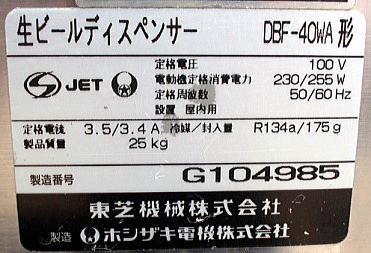 生ビールディスペンサー DBF-40WA 形
定格電圧 100 V
JET 電動機定格消費電力 230/255 W
定格周波数 50/60 Hz
設置 屋内用
定格電流 3.5/3.4 A 冷媒/封入量 R134a/175 g
製品質量 25 kg
製造番号 G104985
東芝機械株式会社
製造 ホシザキ電機株式会社